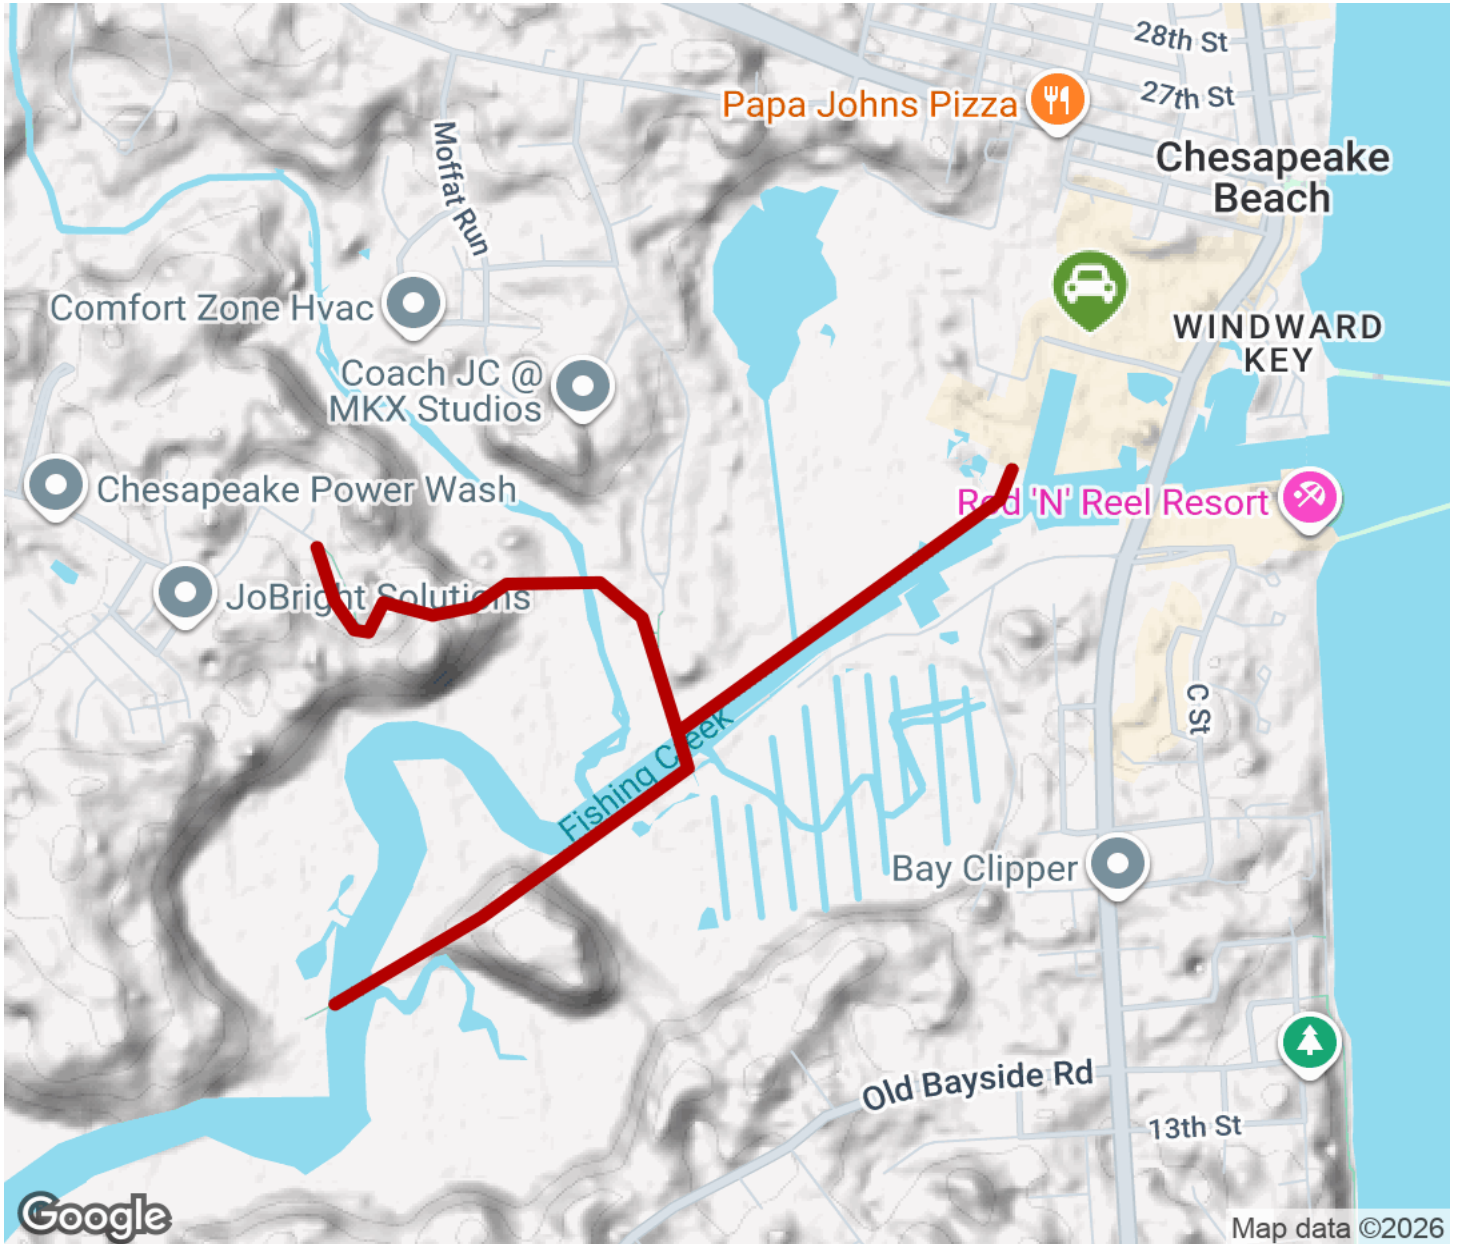 28th St
27th St
Papa Johns Pizza
Chesapeake
Beach
Moffat Run
Comfort Zone Hvac
WINDWARD
KEY
Coach JC @
MKX Studios
Chesapeake Power Wash
Rod 'N' Reel Resort
JoBright Solutions
C St
Fishing Creek
Bay Clipper
Old Bayside Rd
13th St
Google
Map data ©2026